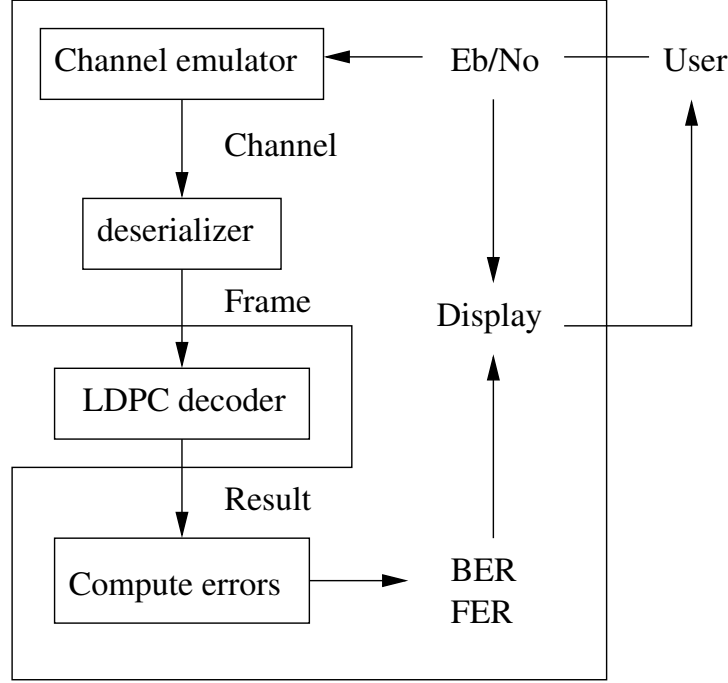 Channel emulator
Eb/No
User
Channel
deserializer
Frame
Display
LDPC decoder
Result
Compute errors
BER
FER